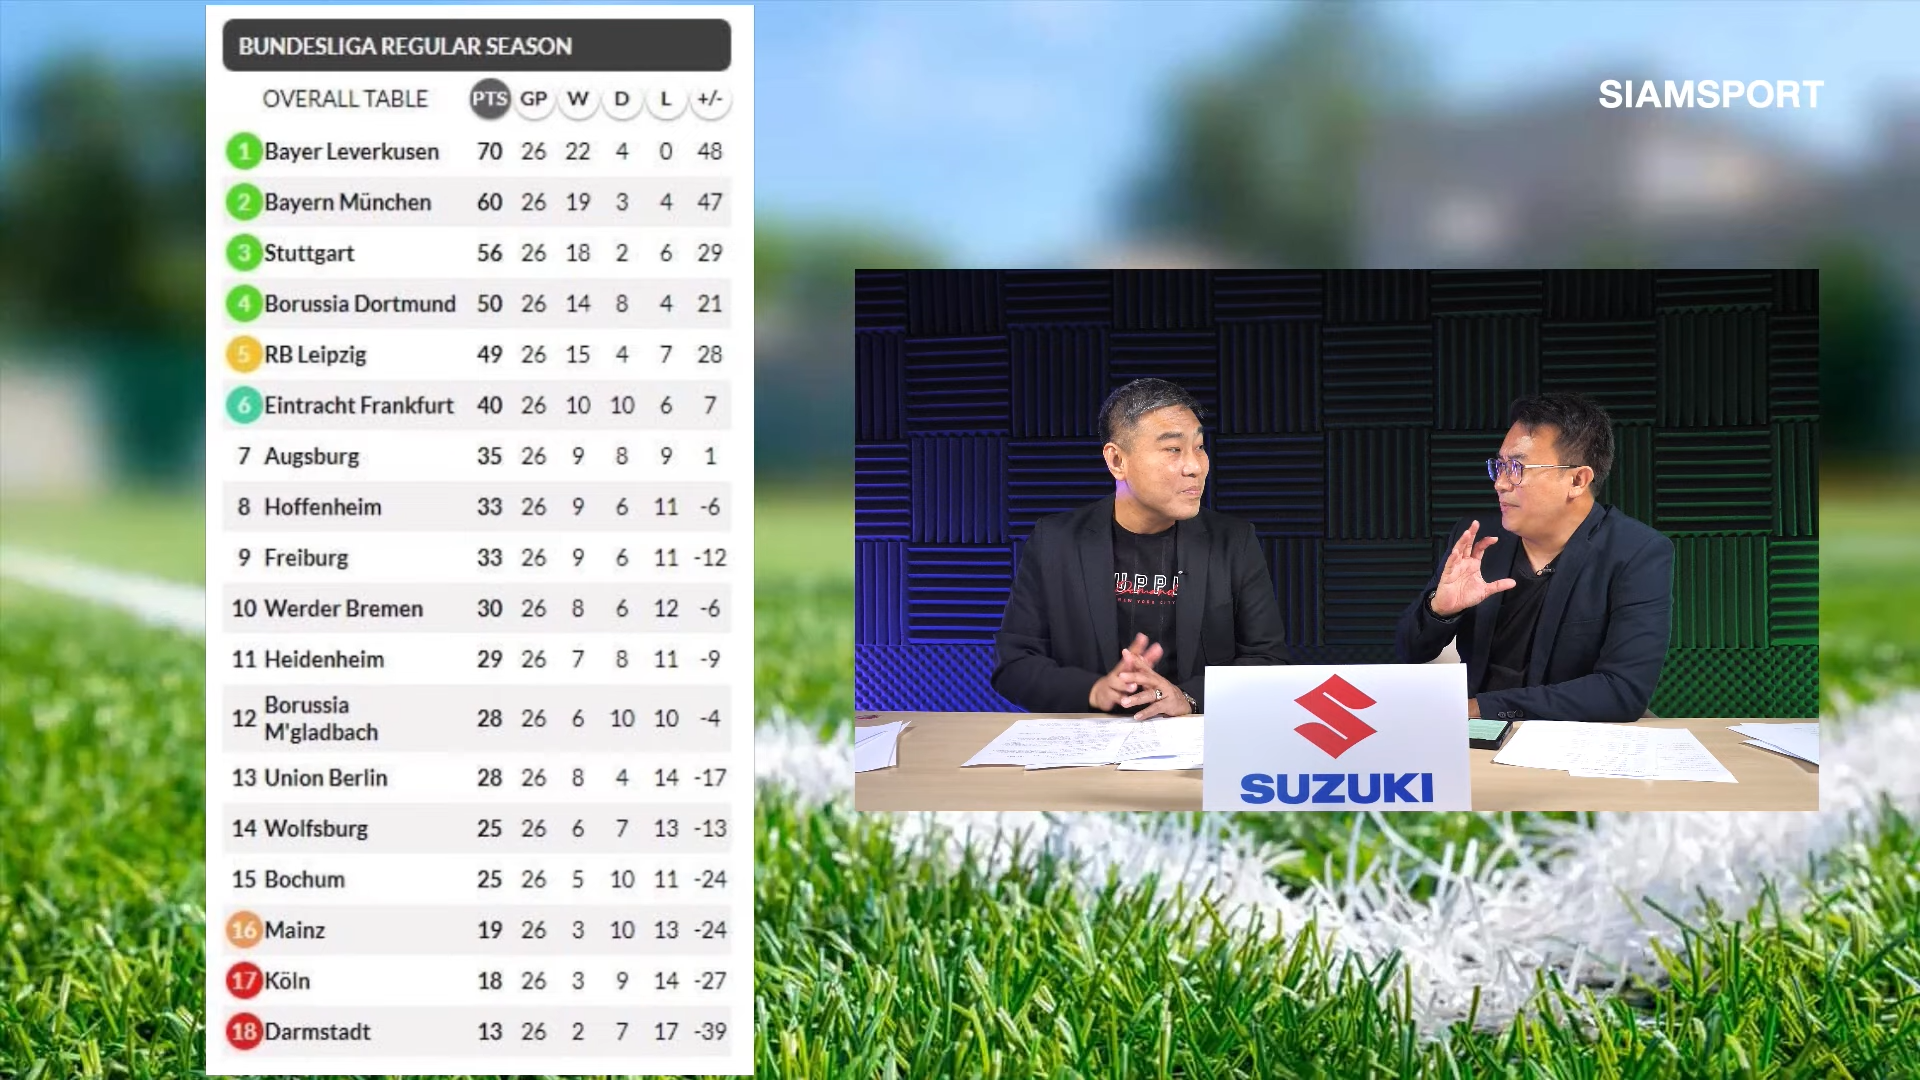 BUNDESLIGA REGULAR SEASON
OVERALL TABLE PTS GP W D L +/-
1 Bayer Leverkusen 70 26 22 4 0 48
2 Bayern München 60 26 19 3 4 47
3 Stuttgart 56 26 18 2 6 29
4 Borussia Dortmund 50 26 14 8 4 21
5 RB Leipzig 49 26 15 4 7 28
6 Eintracht Frankfurt 40 26 10 10 6 7
7 Augsburg 35 26 9 8 9 1
8 Hoffenheim 33 26 9 6 11 -6
9 Freiburg 33 26 9 6 11 -12
10 Werder Bremen 30 26 8 6 12 -6
11 Heidenheim 29 26 7 8 11 -9
12 Borussia
M'gladbach 28 26 6 10 10 -4
13 Union Berlin 28 26 8 4 14 -17
14 Wolfsburg 25 26 6 7 13 -13
15 Bochum 25 26 5 10 11 -24
16 Mainz 19 26 3 10 13 -24
17 Köln 18 26 3 9 14 -27
18 Darmstadt 13 26 2 7 17 -39
SIAMSPORT
NEW YORK CITY
SUZUKI